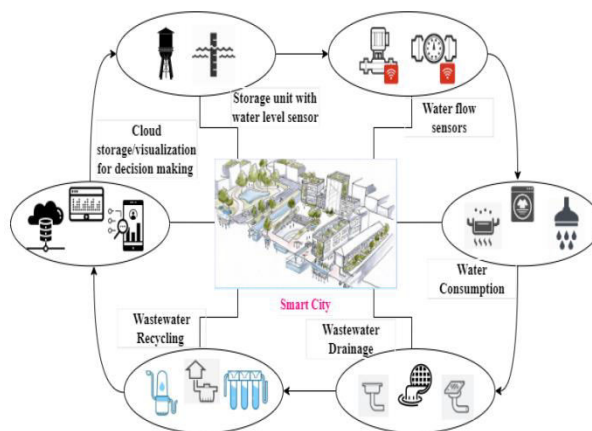 Storage unit with
water level sensor
Water flow
sensors
Cloud
storage/visualization
for decision making
Water
Consumption
Smart City
Wastewater
Recycling
Wastewater
Drainage